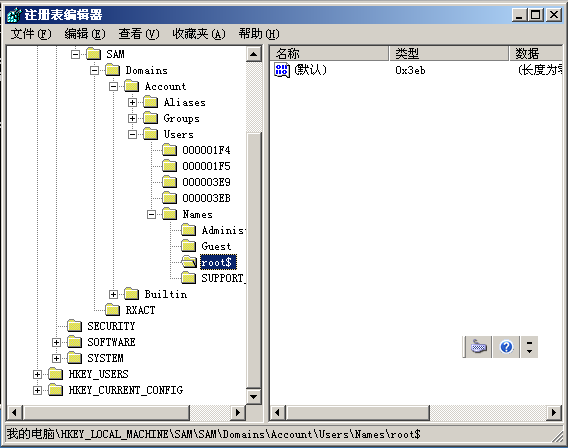 注册表编辑器
文件(F) 编辑(E) 查看(V) 收藏夹(A) 帮助(H)
SAM
Domains
Account
Aliases
Groups
Users
000001F4
000001F5
000003E9
000003EB
Names
Adminis
Guest
root$
SUPPORT_
Builtin
RXACT
SECURITY
SOFTWARE
SYSTEM
HKEY_USERS
HKEY_CURRENT_CONFIG
名称 类型 数据
(默认) 0x3eb (长度为零
我的电脑\HKEY_LOCAL_MACHINE\SAM\SAM\Domains\Account\Users\Names\root$